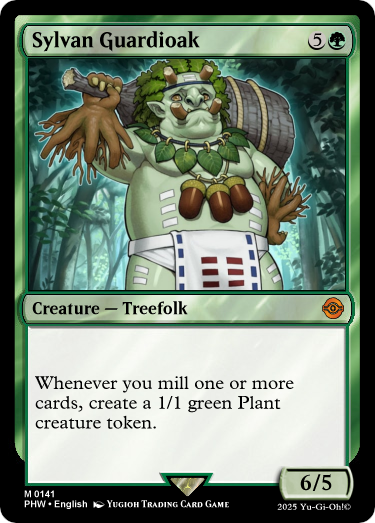 Sylvan Guardioak 5
Creature — Treefolk
Whenever you mill one or more
cards, create a 1/1 green Plant
creature token.
6/5
M 0141
PHW • English Yugioh Trading Card Game
2025 Yu-Gi-Oh!©